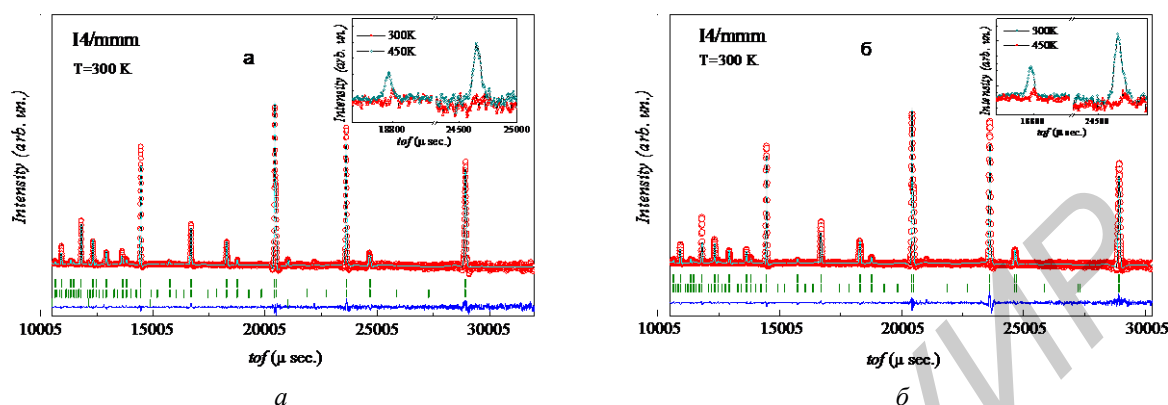 I4/mmm
T=300 K
a
300K
450K
Intensity (arb. un.)
18800 24500 25000
tof (μ sec.)
Intensity (arb. un.)
10005 15005 20005 25005 30005
tof (μ sec.)
а
I4/mmm
T=300 K
б
300K
450K
Intensity (arb. un.)
18800 24500
tof (μ sec.)
Intensity (arb. un.)
10005 15005 20005 25005 30005
tof (μ sec.)
б
УИР